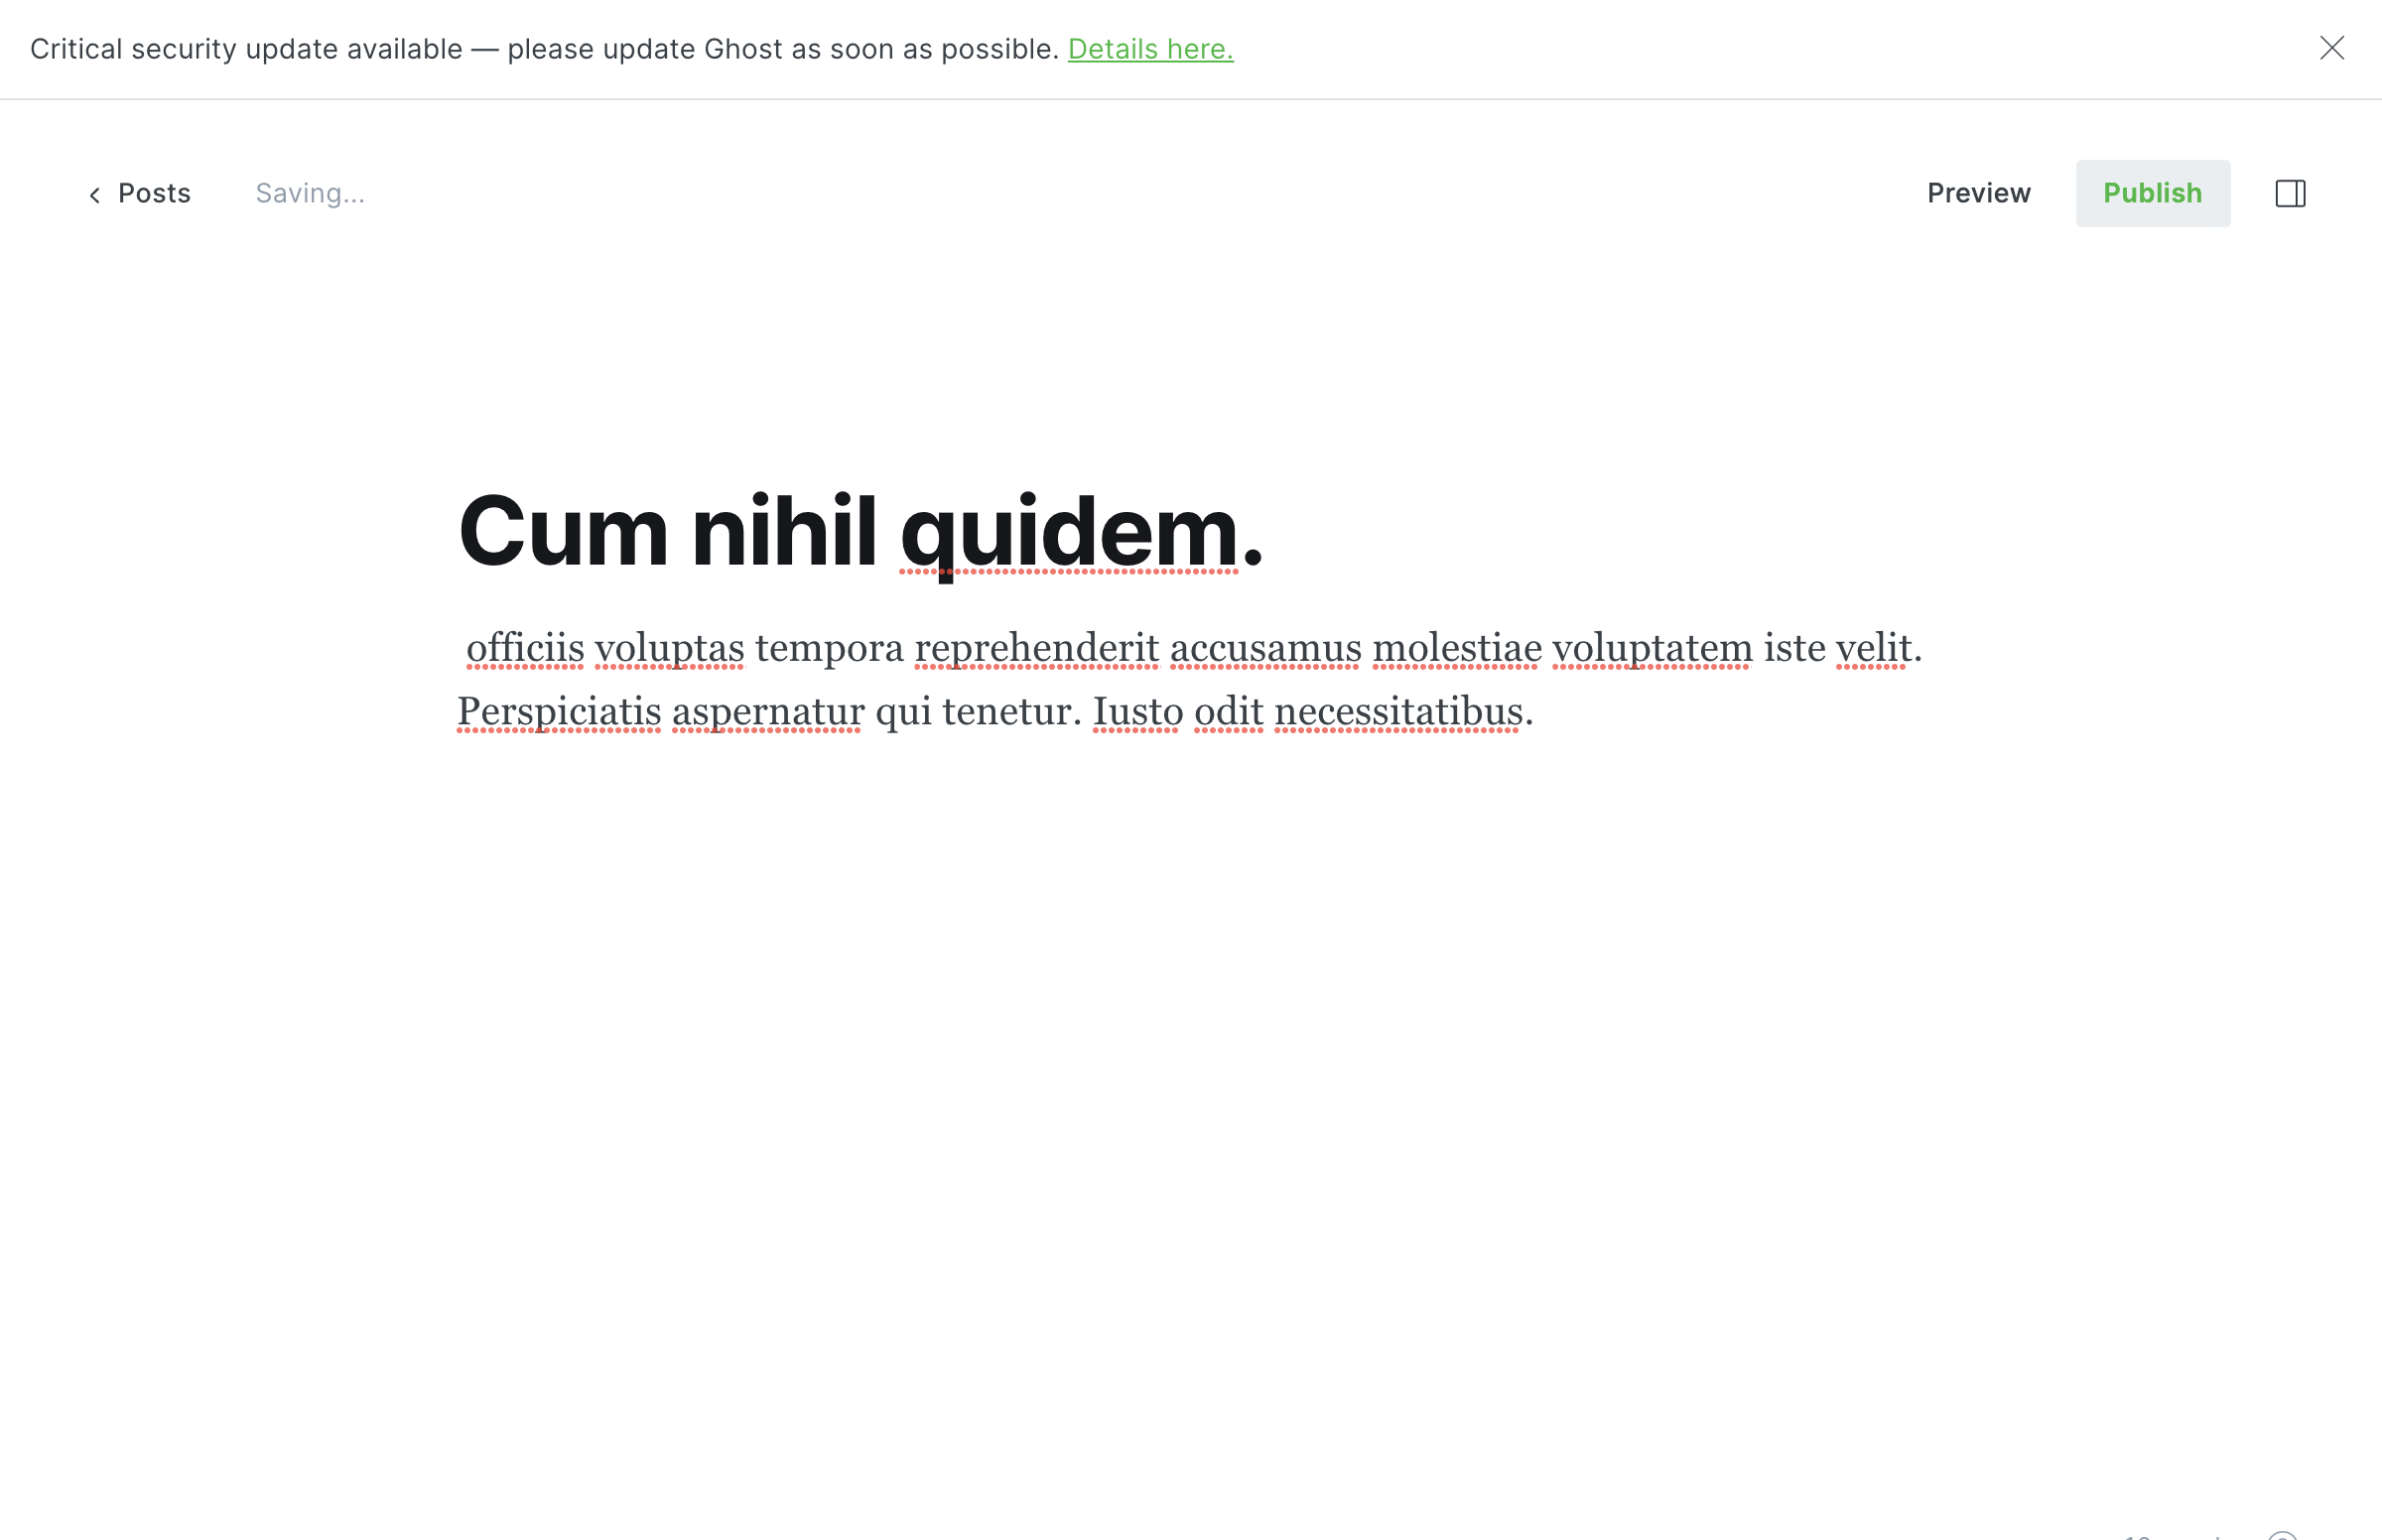 Critical security update available — please update Ghost as soon as possible. Details here.
Posts Saving... Preview Publish
Cum nihil quidem.
officiis voluptas tempora reprehenderit accusamus molestiae voluptatem iste velit.
Perspiciatis aspernatur qui tenetur. Iusto odit necessitatibus.